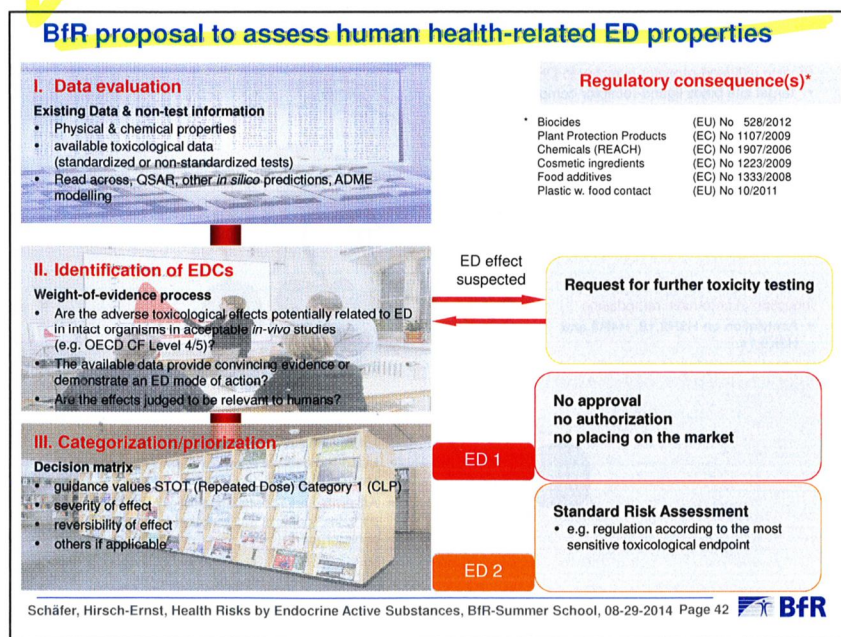 BfR proposal to assess human health-related ED properties
I. Data evaluation
Existing Data & non-test information
• Physical & chemical properties
• available toxicological data
(standardized or non-standardized tests)
• Read across, QSAR, other in silico predictions, ADME
modelling
Regulatory consequence(s)*
* Biocides (EU) No 528/2012
Plant Protection Products (EC) No 1107/2009
Chemicals (REACH) (EC) No 1907/2006
Cosmetic ingredients (EC) No 1223/2009
Food additives (EC) No 1333/2008
Plastic w. food contact (EU) No 10/2011
II. Identification of EDCs
Weight-of-evidence process
• Are the adverse toxicological effects potentially related to ED
in intact organisms in acceptable in-vivo studies
(e.g. OECD CF Level 4/5)?
• The available data provide convincing evidence or
demonstrate an ED mode of action?
• Are the effects judged to be relevant to humans?
ED effect
suspected
Request for further toxicity testing
III. Categorization/priorization
Decision matrix
• guidance values STOT (Repeated Dose) Category 1 (CLP)
• severity of effect
• reversibility of effect
• others if applicable
ED 1
No approval
no authorization
no placing on the market
ED 2
Standard Risk Assessment
• e.g. regulation according to the most
sensitive toxicological endpoint
Schäfer, Hirsch-Ernst, Health Risks by Endocrine Active Substances, BfR-Summer School, 08-29-2014 Page 42 BfR